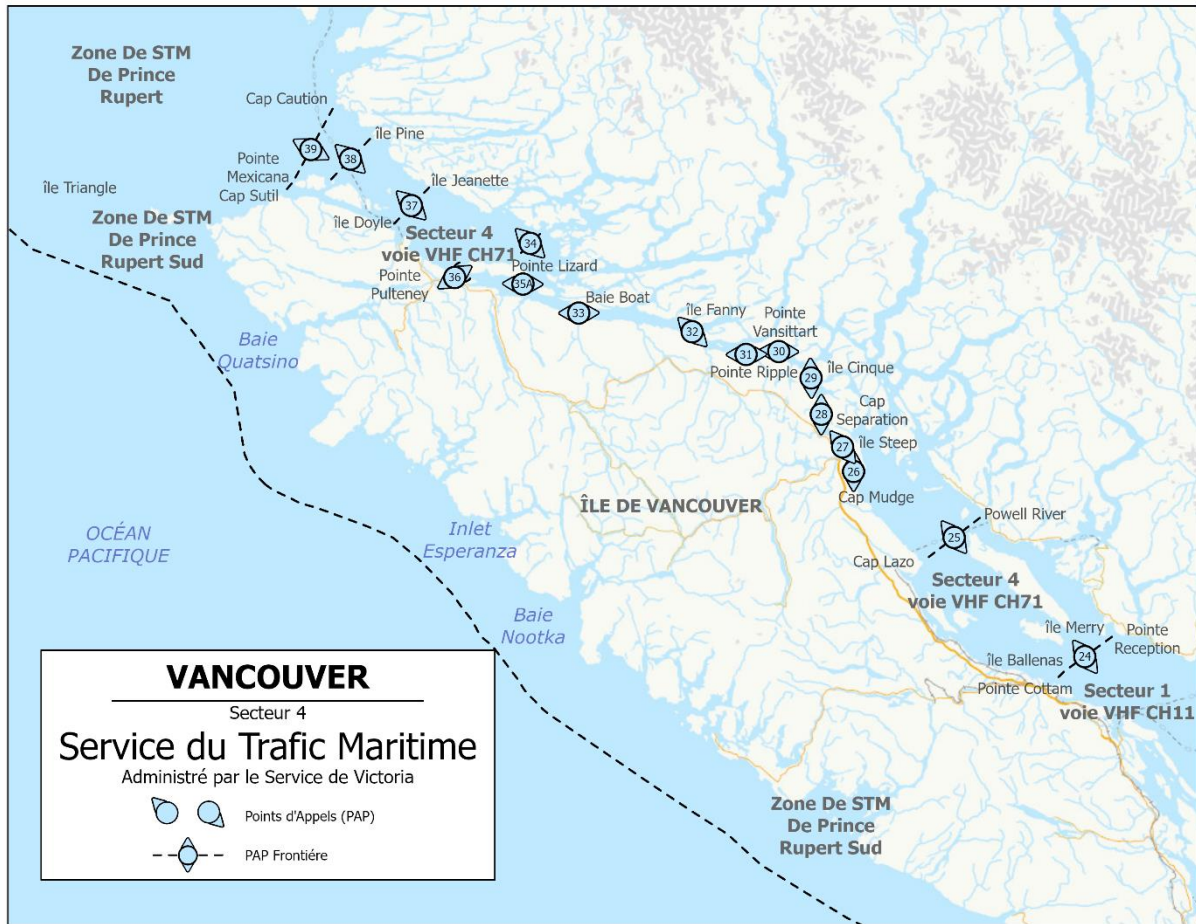 Zone De STM
De Prince
Rupert
Cap Caution
39
38
île Pine
Pointe
Mexicana
Cap Sutil
île Triangle
Zone De STM
De Prince
Rupert Sud
37
île Jeanette
île Doyle
Secteur 4
voie VHF CH71
34
Pointe Lizard
36
Pointe
Pulteney
35A
Baie Boat
33
île Fanny
32
Pointe
Vansittart
31
30
Pointe Ripple
île Cinque
29
28
Cap
Separation
27
île Steep
26
Cap Mudge
Baie
Quatsino
ÎLE DE VANCOUVER
Powell River
25
Cap Lazo
Secteur 4
voie VHF CH71
OCÉAN
PACIFIQUE
Inlet
Esperanza
Baie
Nootka
île Merry
Pointe
Reception
24
île Ballenas
Pointe Cottam
Secteur 1
voie VHF CH11
Zone De STM
De Prince
Rupert Sud
VANCOUVER
Secteur 4
Service du Trafic Maritime
Administré par le Service de Victoria
Points d'Appels (PAP)
PAP Frontiére